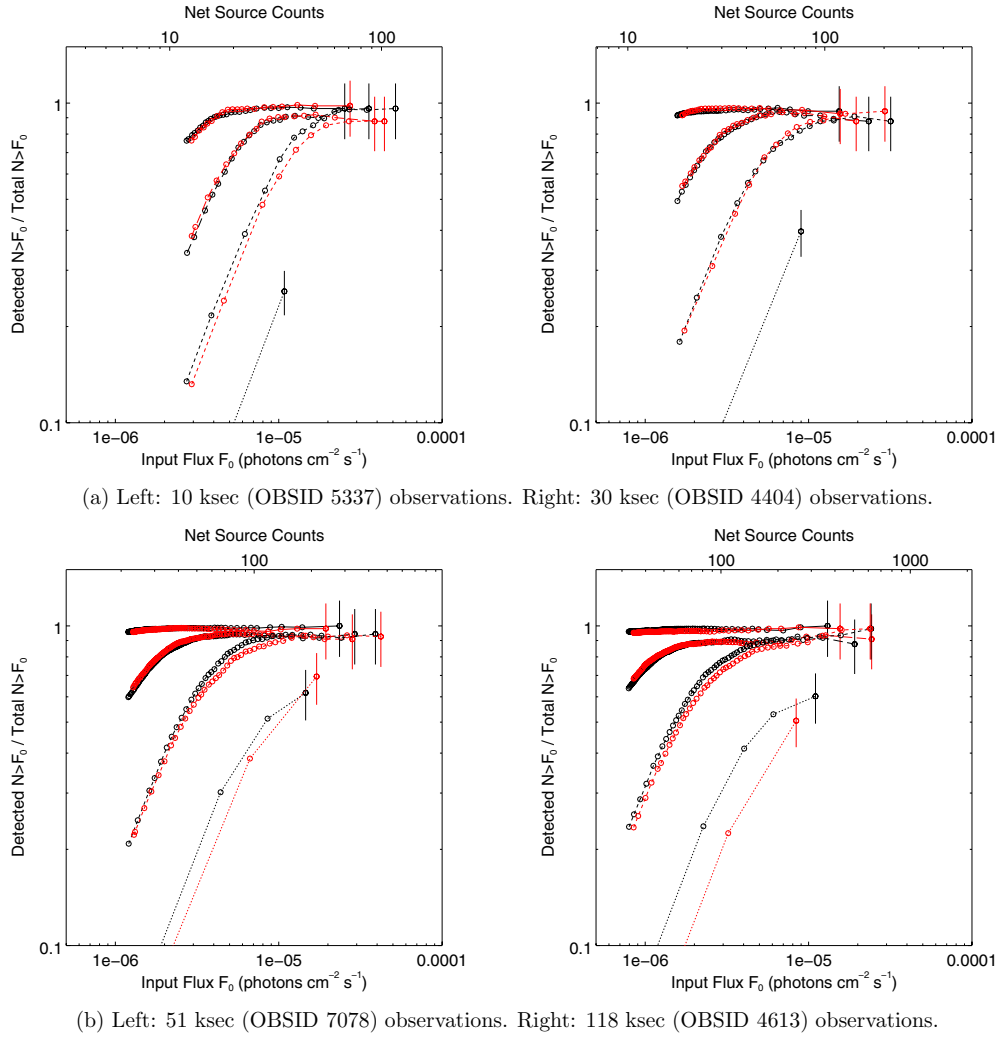 Net Source Counts
Net Source Counts
10
100
10
100
1
1
0.1
0.1
Detected N>F₀ / Total N>F₀
Detected N>F₀ / Total N>F₀
1e-06
1e-05
0.0001
1e-06
1e-05
0.0001
Input Flux F₀ (photons cm⁻² s⁻¹)
Input Flux F₀ (photons cm⁻² s⁻¹)
(a) Left: 10 ksec (OBSID 5337) observations. Right: 30 ksec (OBSID 4404) observations.
Net Source Counts
Net Source Counts
100
100
1000
1
1
0.1
0.1
Detected N>F₀ / Total N>F₀
Detected N>F₀ / Total N>F₀
1e-06
1e-05
0.0001
1e-06
1e-05
0.0001
Input Flux F₀ (photons cm⁻² s⁻¹)
Input Flux F₀ (photons cm⁻² s⁻¹)
(b) Left: 51 ksec (OBSID 7078) observations. Right: 118 ksec (OBSID 4613) observations.